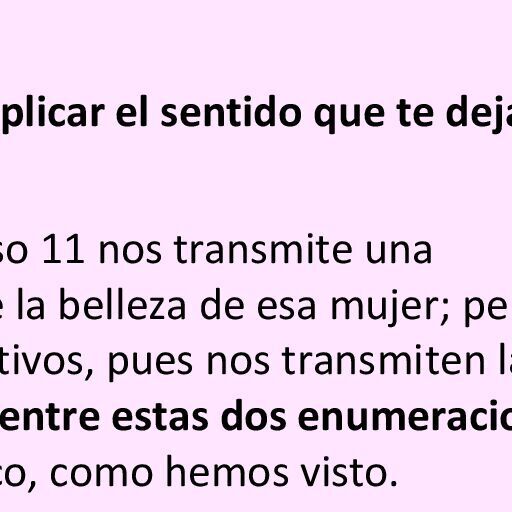 plicar el sentido que te deja
so 11 nos transmite una
e la belleza de esa mujer; pe
tivos, pues nos transmiten l
entre estas dos enumeracio
co, como hemos visto.